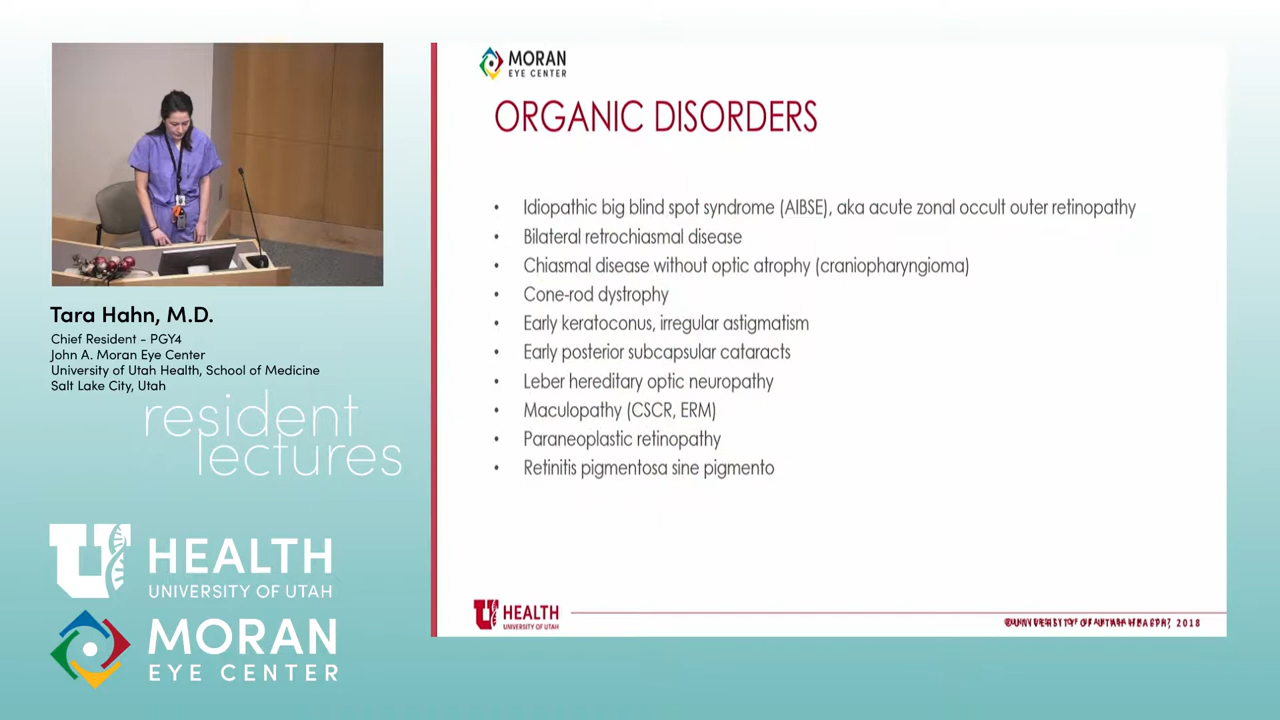 Tara Hahn, M.D.
Chief Resident - PGY4
John A. Moran Eye Center
University of Utah Health, School of Medicine
Salt Lake City, Utah
resident
lectures
U HEALTH
UNIVERSITY OF UTAH
MORAN
EYE CENTER
MORAN
EYE CENTER
ORGANIC DISORDERS
• Idiopathic big blind spot syndrome (AIBSE), aka acute zonal occult outer retinopathy
• Bilateral retrochiasmal disease
• Chiasmal disease without optic atrophy (craniopharyngioma)
• Cone-rod dystrophy
• Early keratoconus, irregular astigmatism
• Early posterior subcapsular cataracts
• Leber hereditary optic neuropathy
• Maculopathy (CSCR, ERM)
• Paraneoplastic retinopathy
• Retinitis pigmentosa sine pigmento
U HEALTH
UNIVERSITY OF UTAH
2018